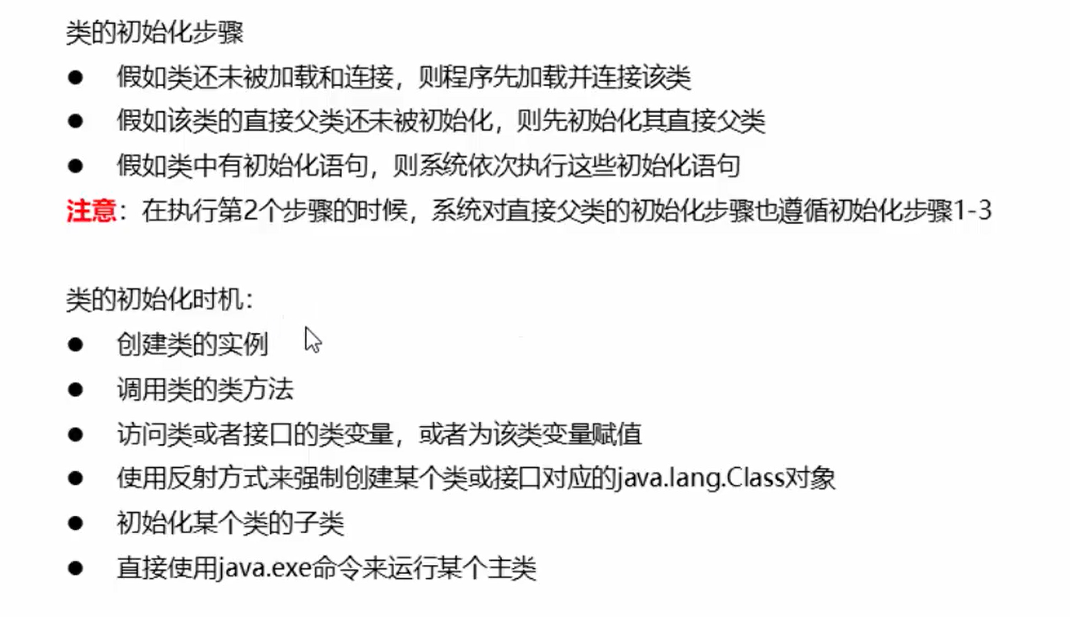 类的初始化步骤
● 假如类还未被加载和连接，则程序先加载并连接该类
● 假如该类的直接父类还未被初始化，则先初始化其直接父类
● 假如类中有初始化语句，则系统依次执行这些初始化语句
注意：在执行第2个步骤的时候，系统对直接父类的初始化步骤也遵循初始化步骤1-3
类的初始化时机：
● 创建类的实例
● 调用类的类方法
● 访问类或者接口的类变量，或者为该类变量赋值
● 使用反射方式来强制创建某个类或接口对应的java.lang.Class对象
● 初始化某个类的子类
● 直接使用java.exe命令来运行某个主类